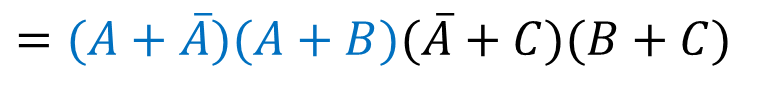 = (A + Ā)(A + B)(Ā + C)(B + C)